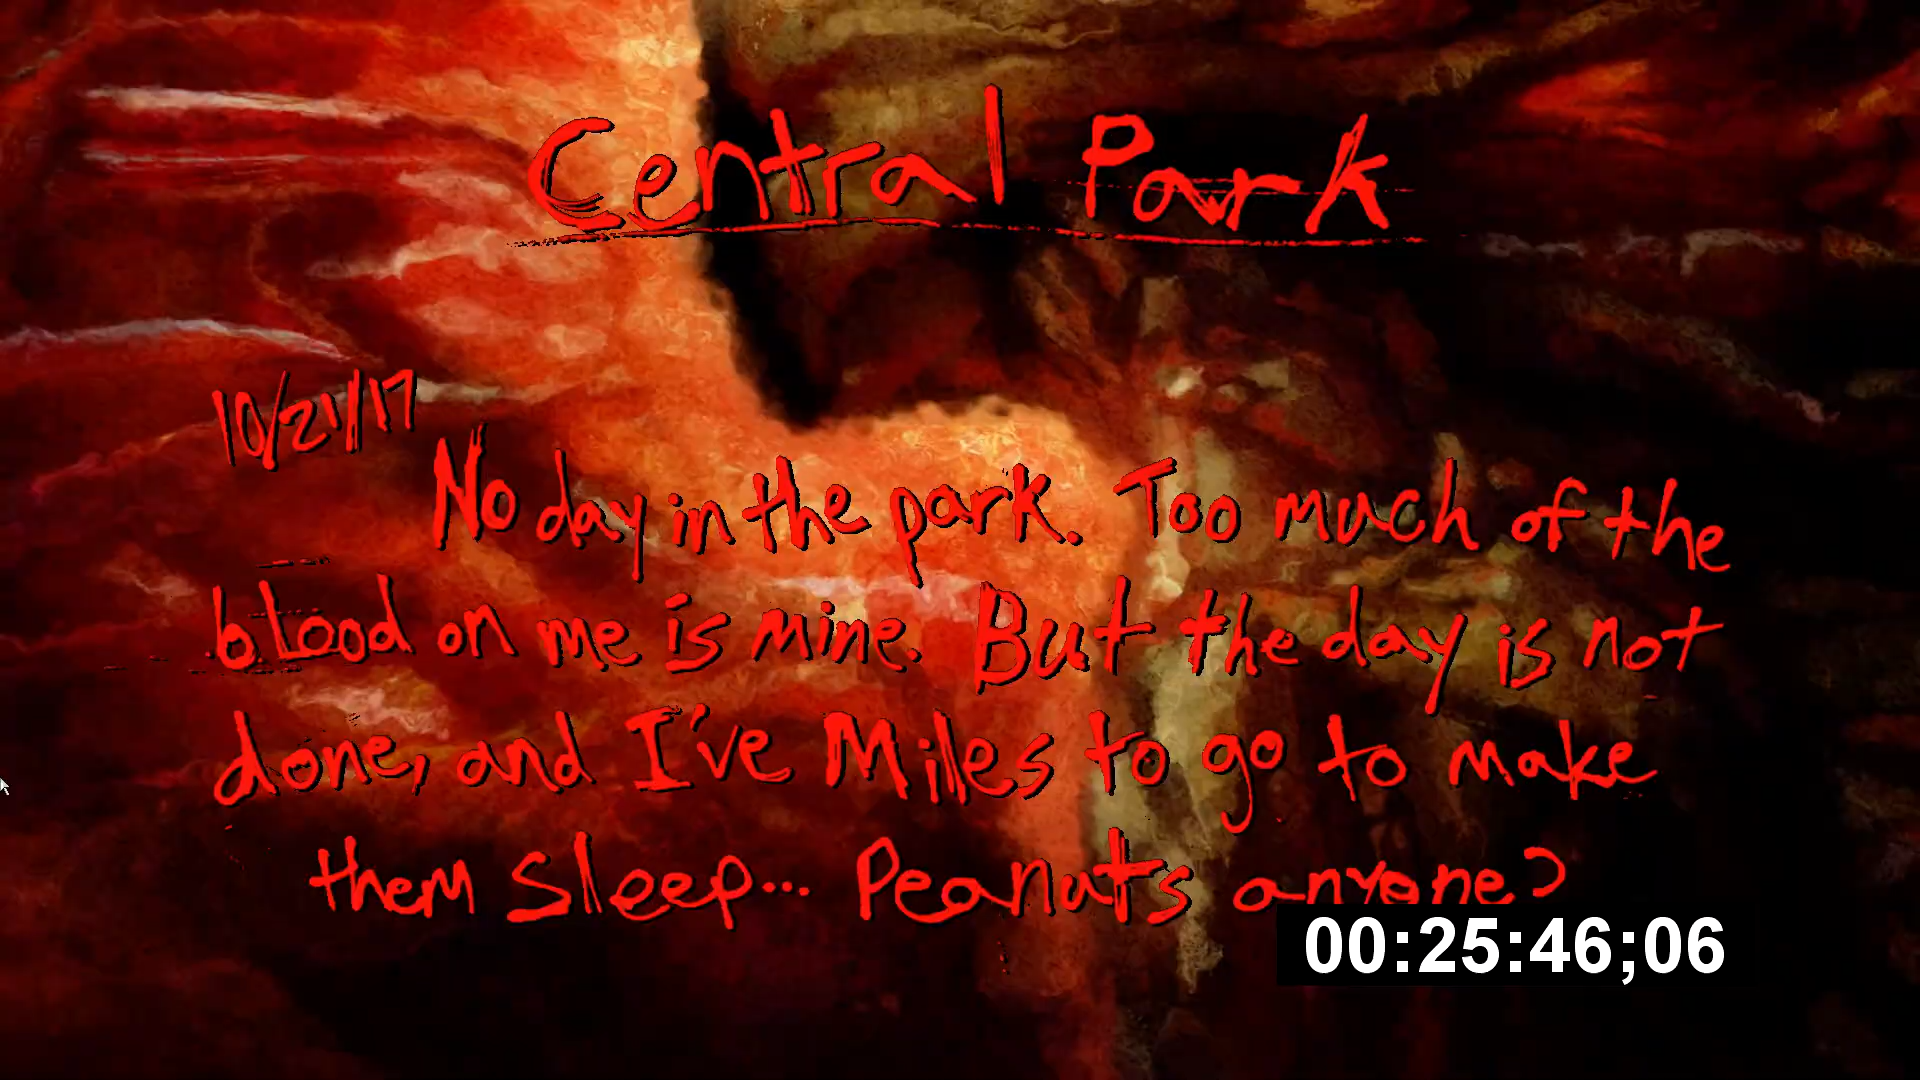 Central Park
10/21/17
No day in the park. Too much of the
blood on me is mine. But the day is not
done, and I've Miles to go to make
them sleep... Peanuts anyone?
00:25:46;06